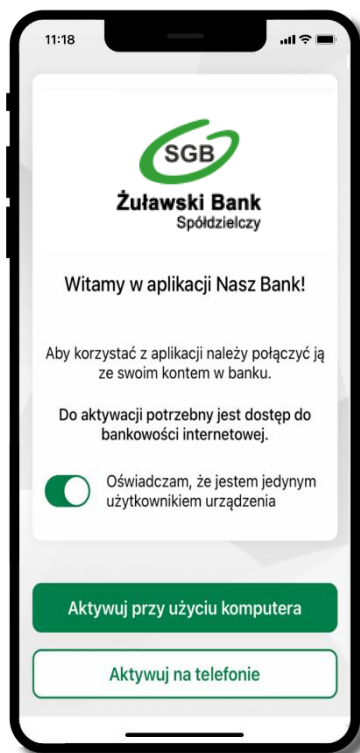 11:18
SGB
Żuławski Bank
Spółdzielczy
Witamy w aplikacji Nasz Bank!
Aby korzystać z aplikacji należy połączyć ją
ze swoim kontem w banku.
Do aktywacji potrzebny jest dostęp do
bankowości internetowej.
Oświadczam, że jestem jedynym
użytkownikiem urządzenia
Aktywuj przy użyciu komputera
Aktywuj na telefonie